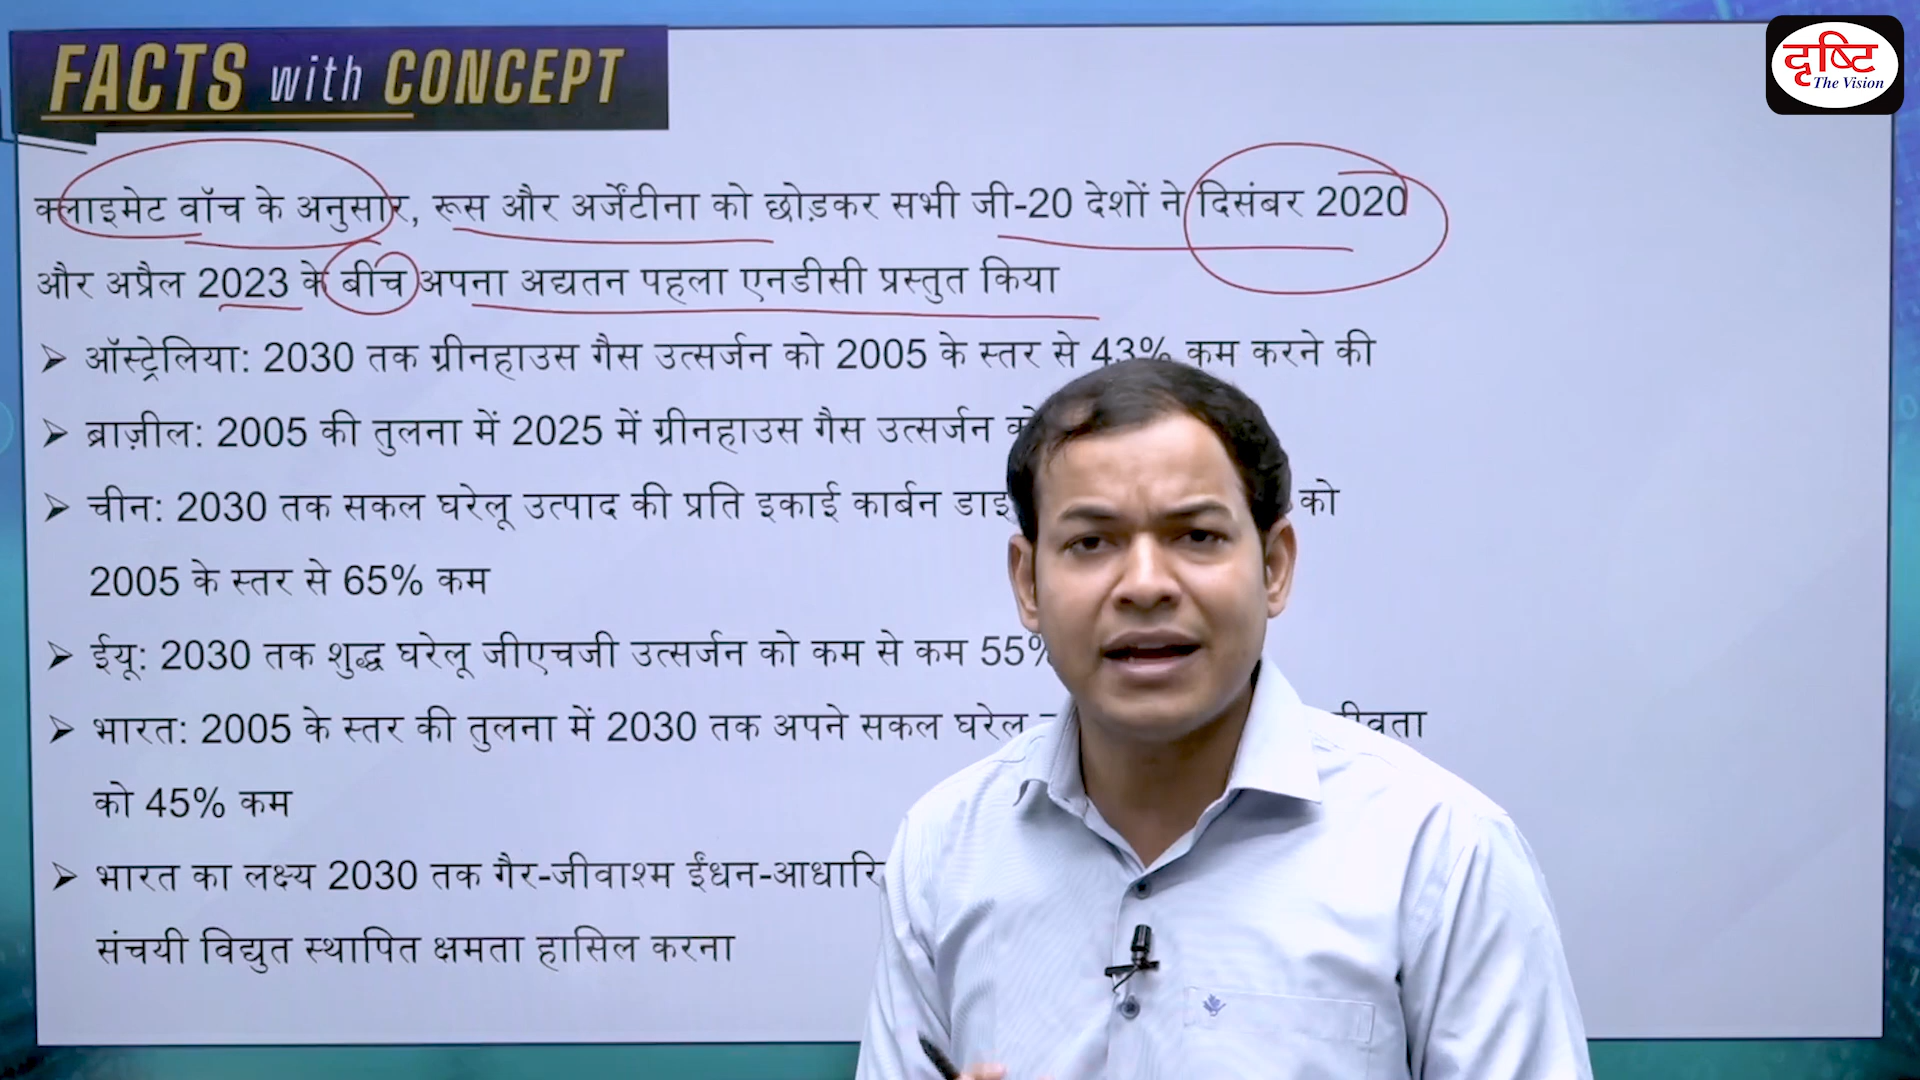 FACTS with CONCEPT
दृष्टि
The Vision
क्लाइमेट वॉच के अनुसार, रूस और अर्जेंटीना को छोड़कर सभी जी-20 देशों ने दिसंबर 2020
और अप्रैल 2023 के बीच अपना अद्यतन पहला एनडीसी प्रस्तुत किया
➢ ऑस्ट्रेलिया: 2030 तक ग्रीनहाउस गैस उत्सर्जन को 2005 के स्तर से 43% कम करने की
➢ ब्राज़ील: 2005 की तुलना में 2025 में ग्रीनहाउस गैस उत्सर्जन
➢ चीन: 2030 तक सकल घरेलू उत्पाद की प्रति इकाई कार्बन को
2005 के स्तर से 65% कम
➢ ईयू: 2030 तक शुद्ध घरेलू जीएचजी उत्सर्जन को कम से कम 55%
➢ भारत: 2005 के स्तर की तुलना में 2030 तक अपने सकल घरेलू
को 45% कम
➢ भारत का लक्ष्य 2030 तक गैर-जीवाश्म ईंधन-आधारि
संचयी विद्युत स्थापित क्षमता हासिल करना